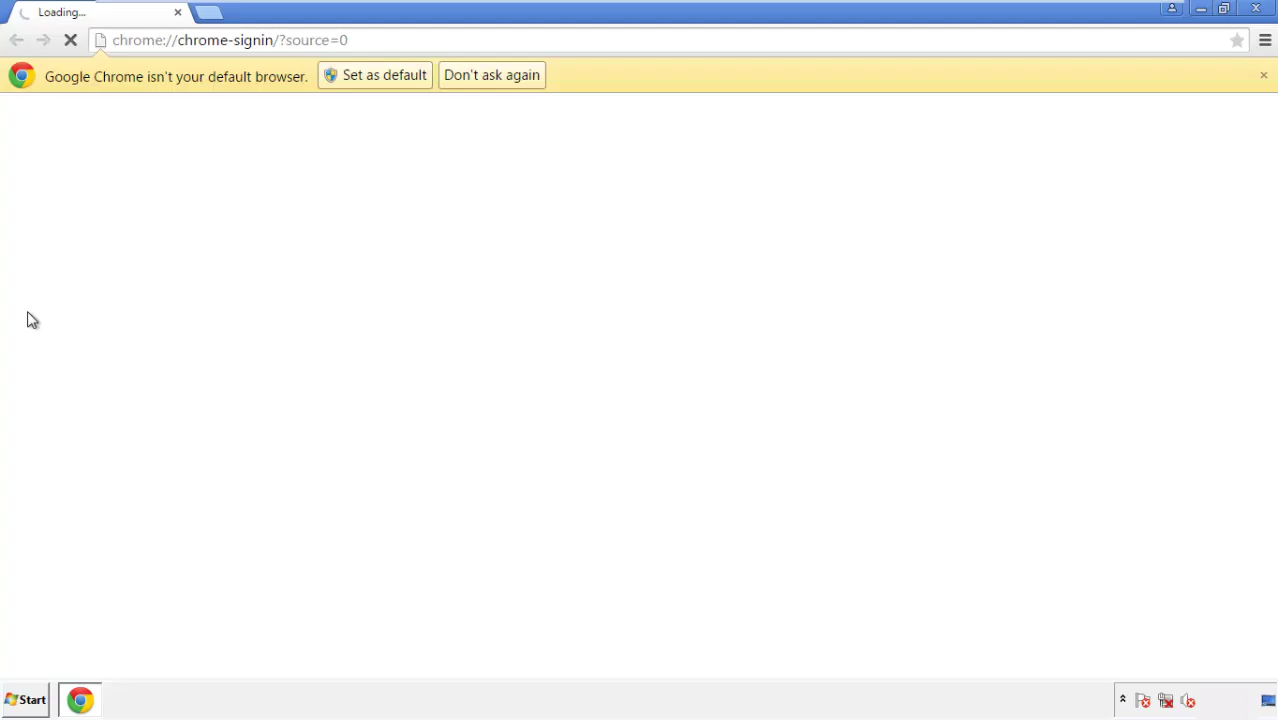 Loading...
chrome://chrome-signin/?source=0
Google Chrome isn't your default browser. Set as default Don't ask again
Start